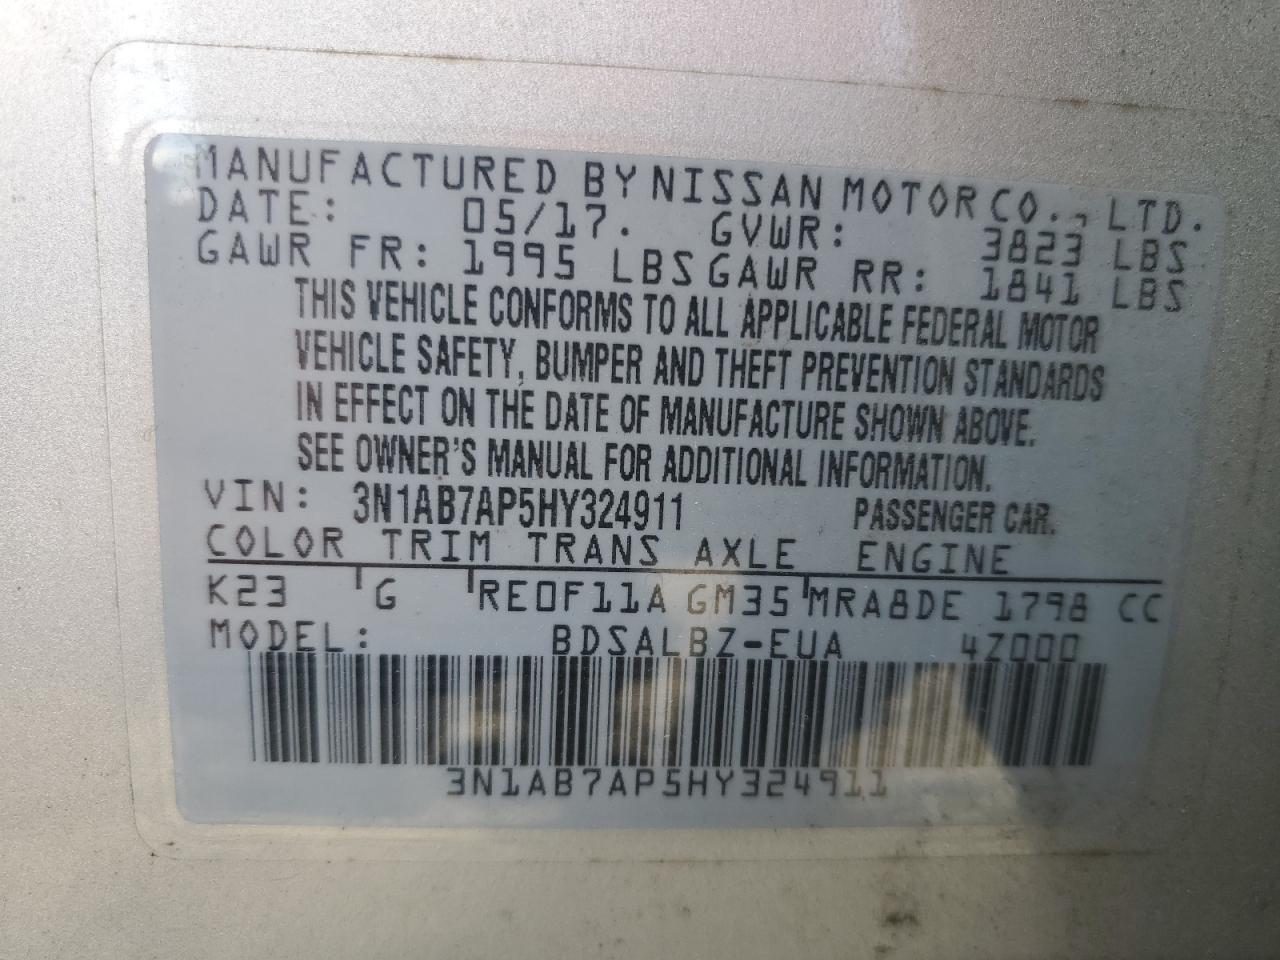 MANUFACTURED BY NISSAN MOTOR CO., LTD.
DATE: 05/17. GVWR: 3823 LBS
GAWR FR: 1995 LBS GAWR RR: 1841 LBS
THIS VEHICLE CONFORMS TO ALL APPLICABLE FEDERAL MOTOR
VEHICLE SAFETY, BUMPER AND THEFT PREVENTION STANDARDS
IN EFFECT ON THE DATE OF MANUFACTURE SHOWN ABOVE.
SEE OWNER'S MANUAL FOR ADDITIONAL INFORMATION.
VIN: 3N1AB7AP5HY324911 PASSENGER CAR.
COLOR TRIM TRANS AXLE ENGINE
K23 G RE0F11A GM35 MRA8DE 1798 CC
MODEL: BDSALBZ-EUA 4Z000
3N1AB7AP5HY324911